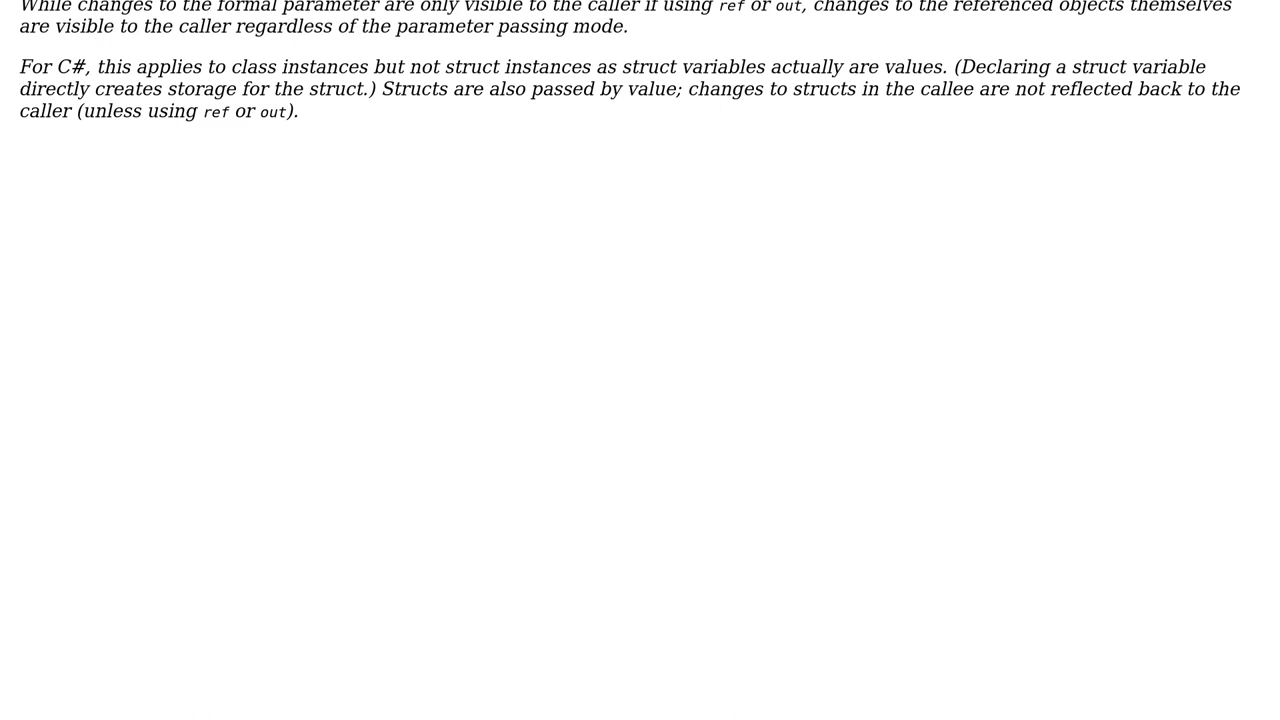 While changes to the formal parameter are only visible to the caller if using ref or out, changes to the referenced objects themselves
are visible to the caller regardless of the parameter passing mode.
For C#, this applies to class instances but not struct instances as struct variables actually are values. (Declaring a struct variable
directly creates storage for the struct.) Structs are also passed by value; changes to structs in the callee are not reflected back to the
caller (unless using ref or out).